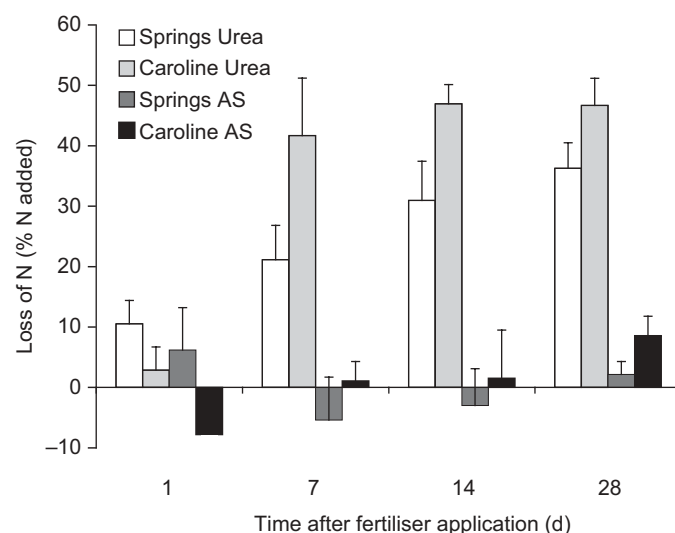 60
50
40
30
20
10
0
–10
Loss of N (% N added)
Springs Urea
Caroline Urea
Springs AS
Caroline AS
1 7 14 28
Time after fertiliser application (d)